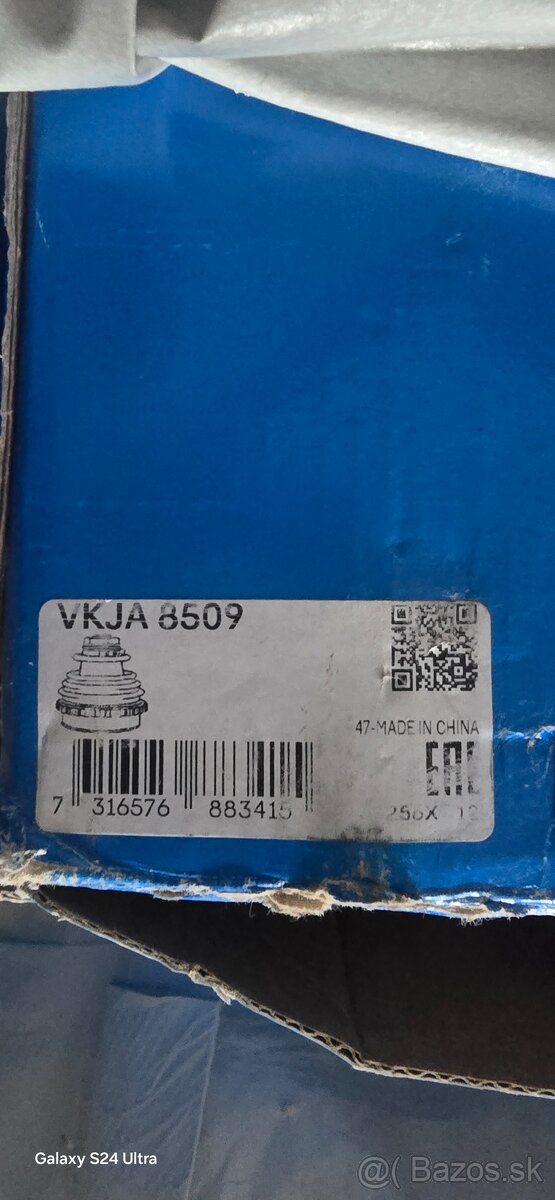 VKJA 8509
47-MADE IN CHINA
EAC
7 316576 883415
Galaxy S24 Ultra
@( Bazos.sk